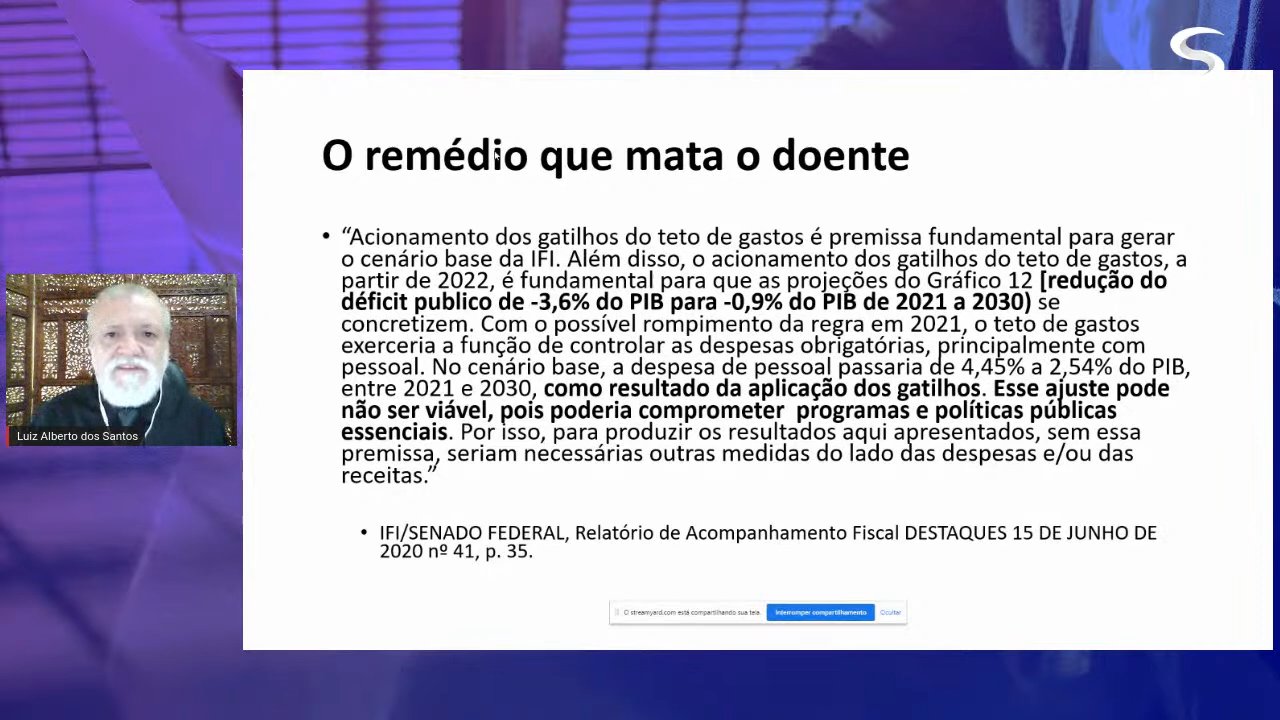 O remédio que mata o doente
• “Acionamento dos gatilhos do teto de gastos é premissa fundamental para gerar
o cenário base da IFI. Além disso, o acionamento dos gatilhos do teto de gastos, a
partir de 2022, é fundamental para que as projeções do Gráfico 12 [redução do
déficit publico de -3,6% do PIB para -0,9% do PIB de 2021 a 2030) se
concretizem. Com o possível rompimento da regra em 2021, o teto de gastos
exerceria a função de controlar as despesas obrigatórias, principalmente com
pessoal. No cenário base, a despesa de pessoal passaria de 4,45% a 2,54% do PIB,
entre 2021 e 2030, como resultado da aplicação dos gatilhos. Esse ajuste pode
não ser viável, pois poderia comprometer programas e políticas públicas
essenciais. Por isso, para produzir os resultados aqui apresentados, sem essa
premissa, seriam necessárias outras medidas do lado das despesas e/ou das
receitas.”
• IFI/SENADO FEDERAL, Relatório de Acompanhamento Fiscal DESTAQUES 15 DE JUNHO DE
2020 nº 41, p. 35.
Luiz Alberto dos Santos
O streamyard.com está compartilhando sua tela. Interromper compartilhamento Ocultar